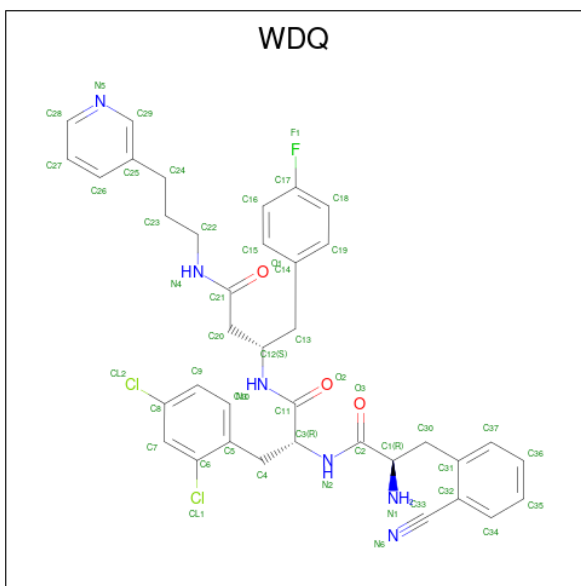 WDQ
N5
N
C28
C29
C27
C24
C26
C25
F1
F
C17
C16
C18
C23
C22
C15
C19
C14
HN
N4
O
O1
C21
C20
C13
C12(S)
CL2
Cl
C9
HN
O
O2
O3
O
C8
C11
C3(R)
C7
C6
C5
C4
C2
C1(R)
C30
C37
C31
C36
N
H
N2
Cl
CL1
NH2
N1
C33
C32
C35
C34
N
N6